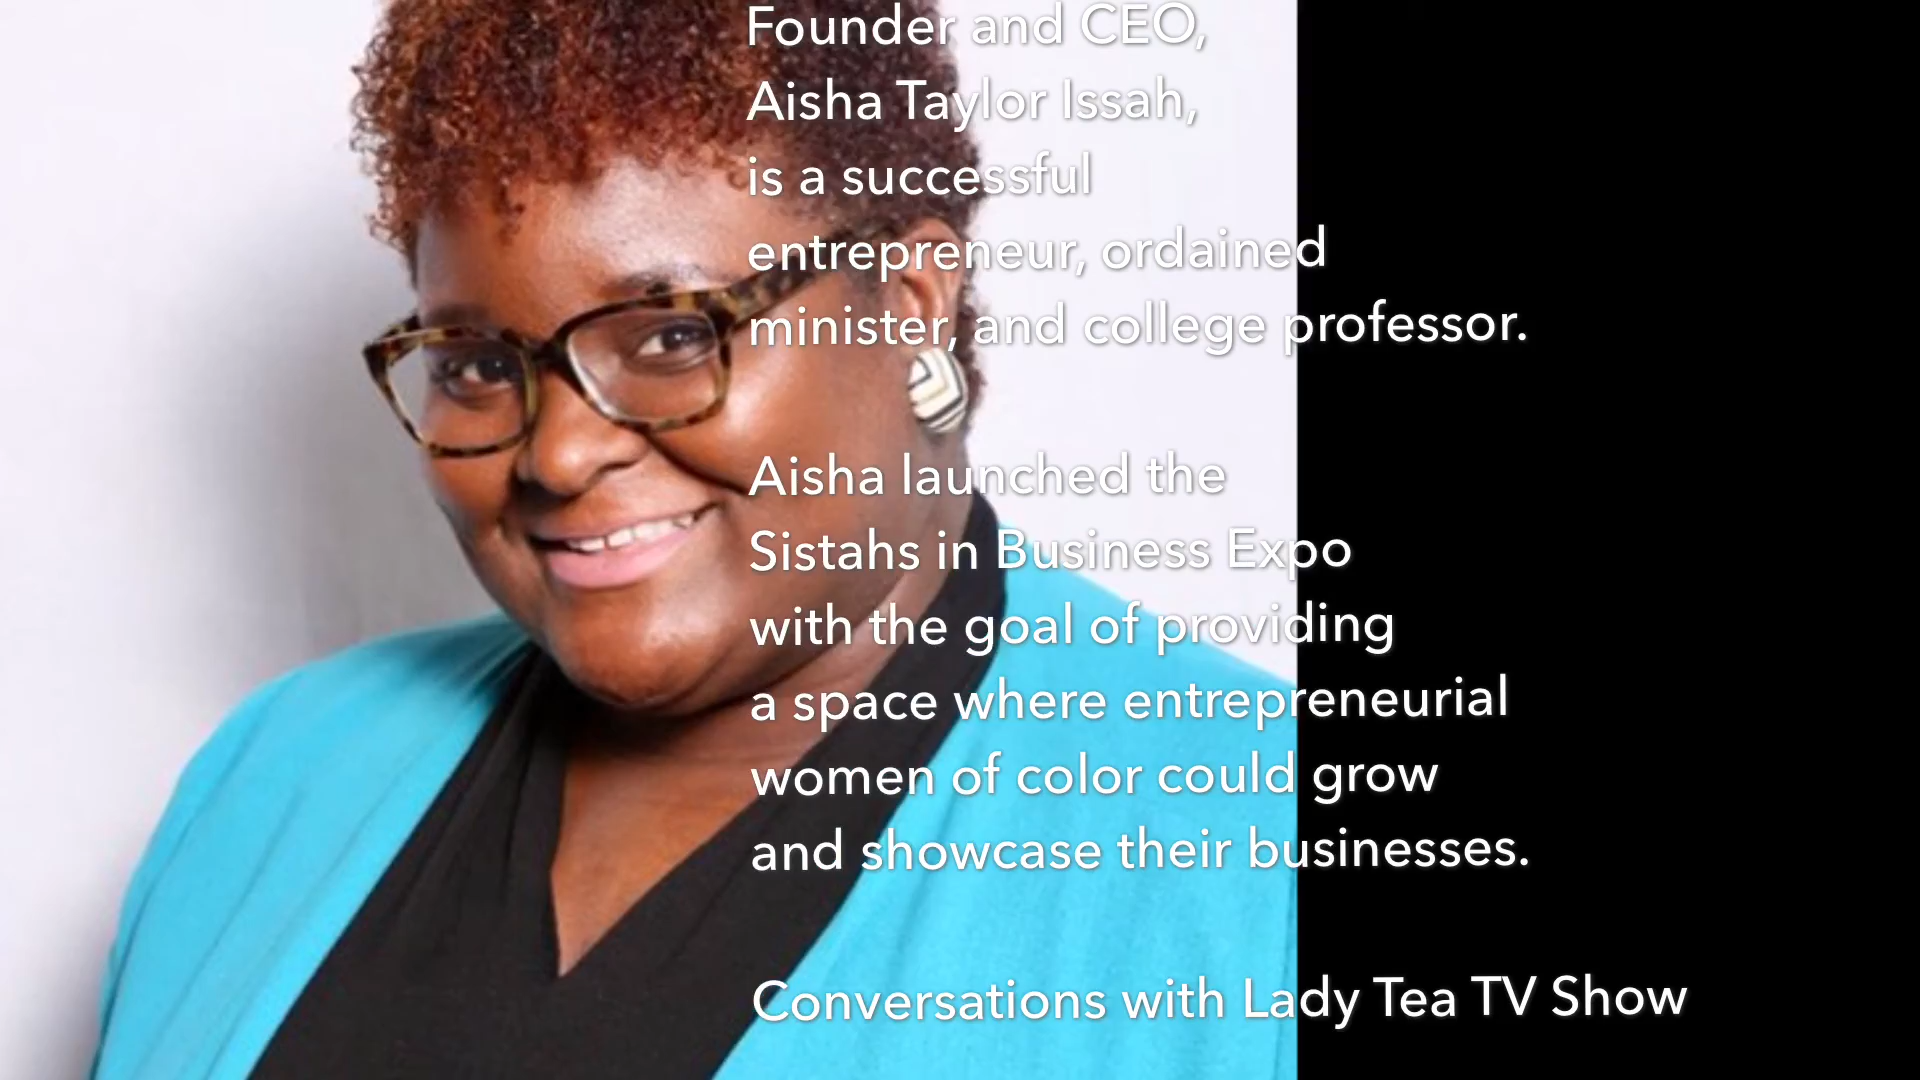 Founder and CEO,
Aisha Taylor Issah,
is a successful
entrepreneur, ordained
minister, and college professor.
Aisha launched the
Sistahs in Business Expo
with the goal of providing
a space where entrepreneurial
women of color could grow
and showcase their businesses.
Conversations with Lady Tea TV Show